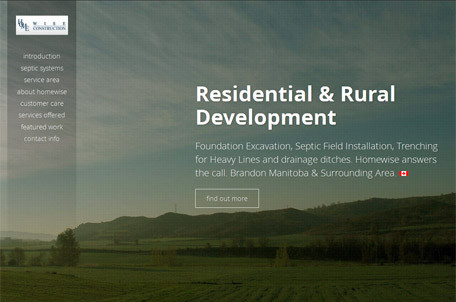 WISE
CONSTRUCTION
introduction
septic systems
service area
about homewise
customer care
services offered
featured work
contact info
Residential & Rural
Development
Foundation Excavation, Septic Field Installation, Trenching
for Heavy Lines and drainage ditches. Homewise answers
the call. Brandon Manitoba & Surrounding Area.
find out more